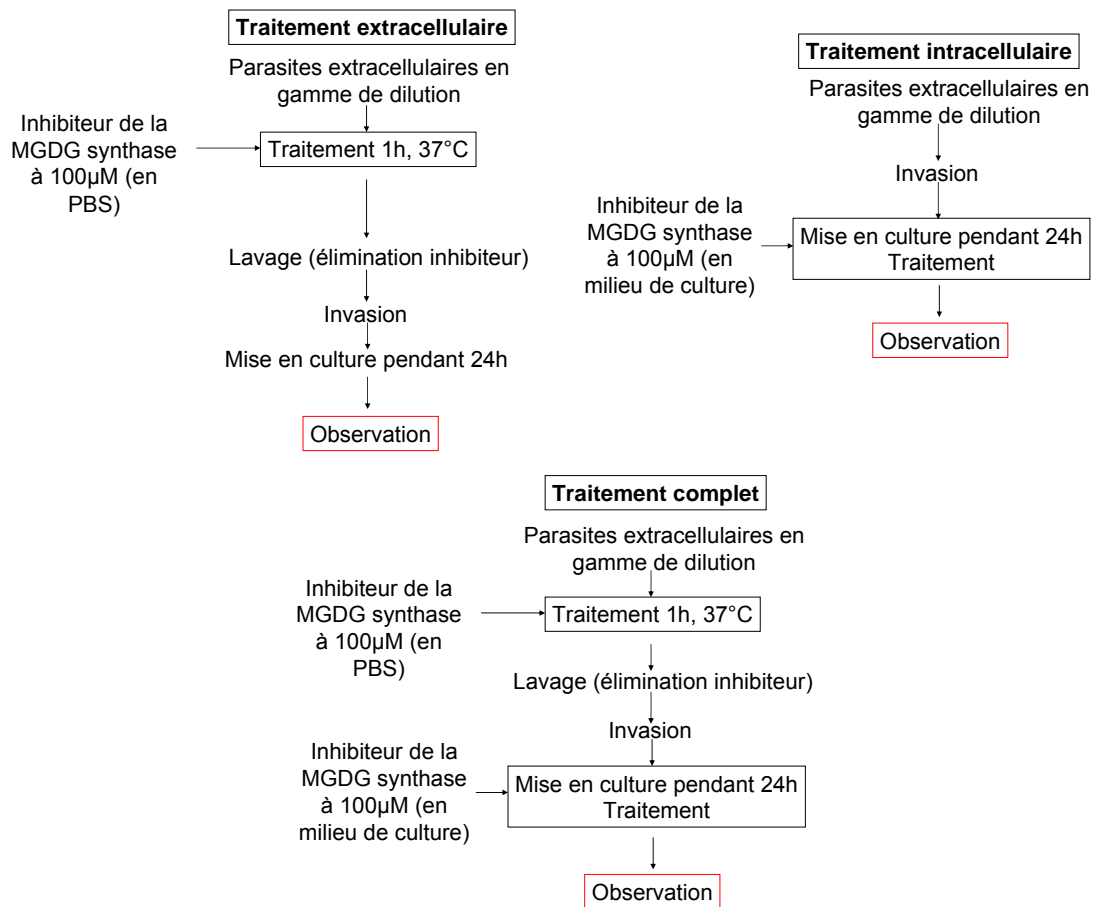 Traitement extracellulaire
Parasites extracellulaires en
gamme de dilution
Inhibiteur de la
MGDG synthase
à 100µM (en
PBS)
Traitement 1h, 37°C
Lavage (élimination inhibiteur)
Invasion
Mise en culture pendant 24h
Observation
Traitement intracellulaire
Parasites extracellulaires en
gamme de dilution
Invasion
Inhibiteur de la
MGDG synthase
à 100µM (en
milieu de culture)
Mise en culture pendant 24h
Traitement
Observation
Traitement complet
Parasites extracellulaires en
gamme de dilution
Inhibiteur de la
MGDG synthase
à 100µM (en
PBS)
Traitement 1h, 37°C
Lavage (élimination inhibiteur)
Invasion
Inhibiteur de la
MGDG synthase
à 100µM (en
milieu de culture)
Mise en culture pendant 24h
Traitement
Observation